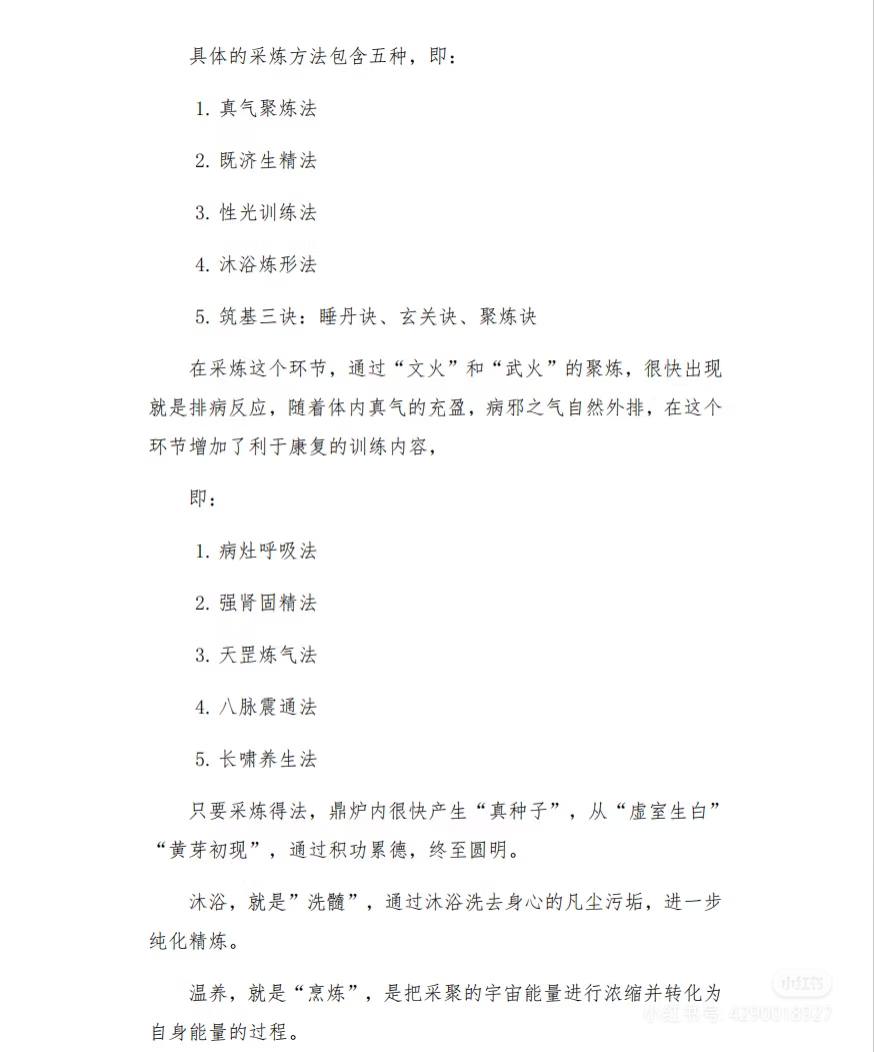 具体的采炼方法包含五种，即：
1. 真气聚炼法
2. 既济生精法
3. 性光训练法
4. 沐浴炼形法
5. 筑基三诀：睡丹诀、玄关诀、聚炼诀
在采炼这个环节，通过“文火”和“武火”的聚炼，很快出现
就是排病反应，随着体内真气的充盈，病邪之气自然外排，在这个
环节增加了利于康复的训练内容，
即：
1. 病灶呼吸法
2. 强肾固精法
3. 天罡炼气法
4. 八脉震通法
5. 长啸养生法
只要采炼得法，鼎炉内很快产生“真种子”，从“虚室生白”
“黄芽初现”，通过积功累德，终至圆明。
沐浴，就是”洗髓”，通过沐浴洗去身心的凡尘污垢，进一步
纯化精炼。
温养，就是“烹炼”，是把采聚的宇宙能量进行浓缩并转化为
自身能量的过程。
小红书
小红书号: 4290018927